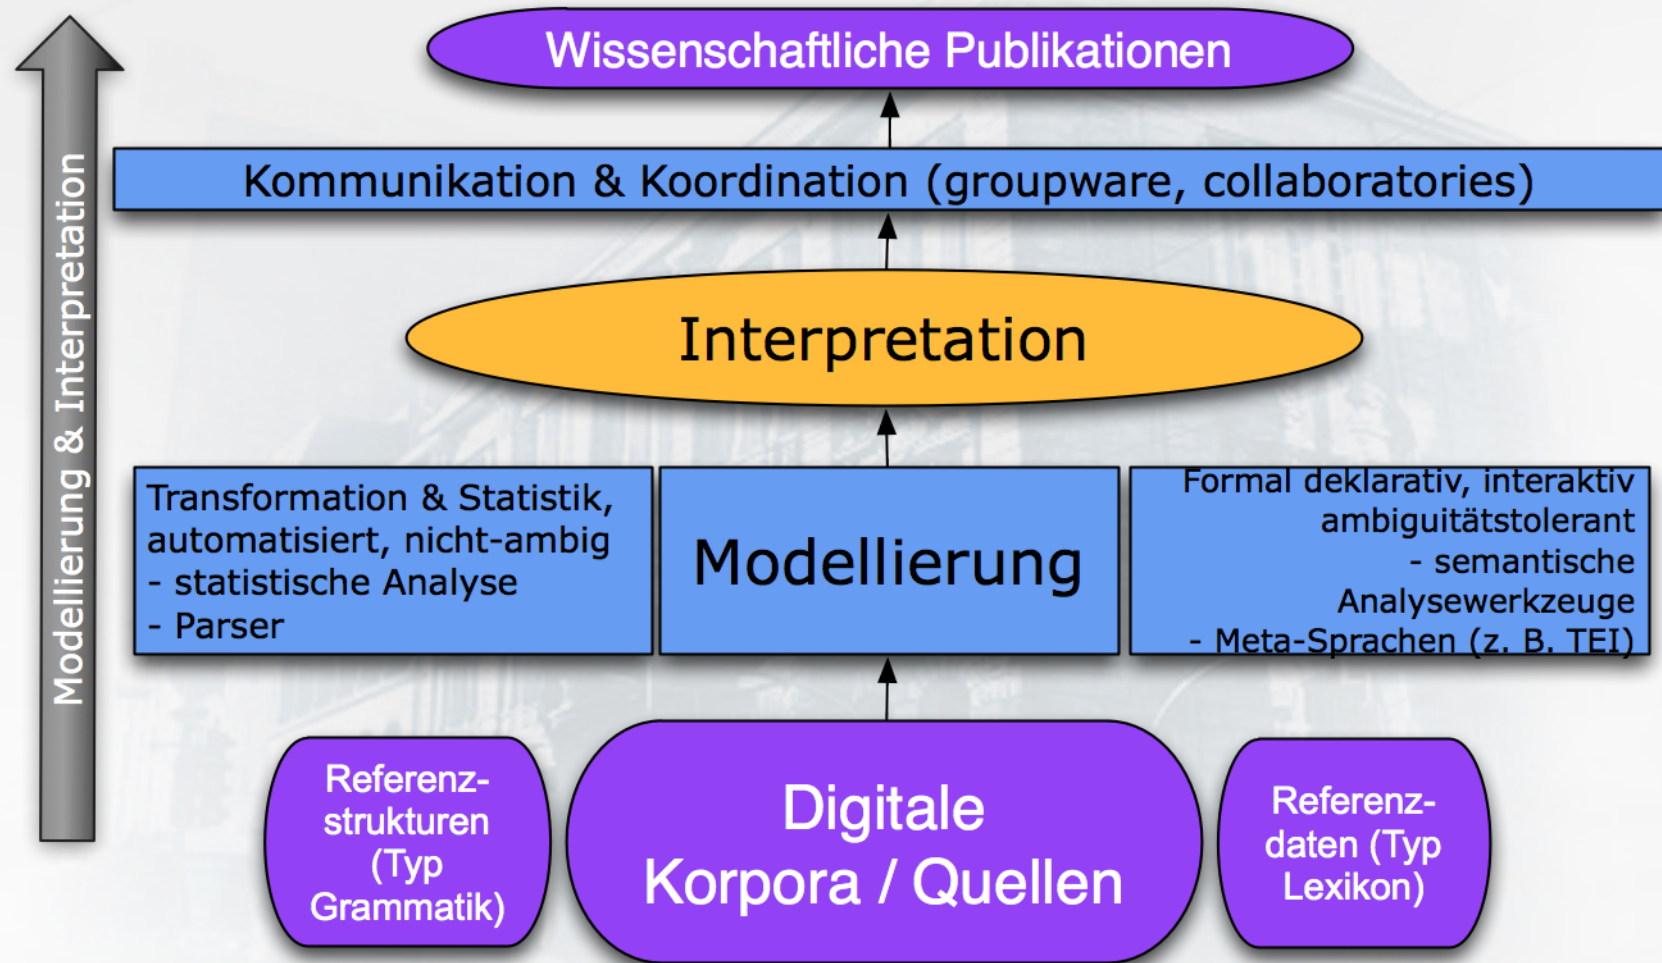 Wissenschaftliche Publikationen
Kommunikation & Koordination (groupware, collaboratories)
Modellierung & Interpretation
Interpretation
Transformation & Statistik,
automatisiert, nicht-ambig
- statistische Analyse
- Parser
Modellierung
Formal deklarativ, interaktiv
ambiguitätstolerant
- semantische
Analysewerkzeuge
- Meta-Sprachen (z. B. TEI)
Referenz-
strukturen
(Typ
Grammatik)
Digitale
Korpora / Quellen
Referenz-
daten (Typ
Lexikon)